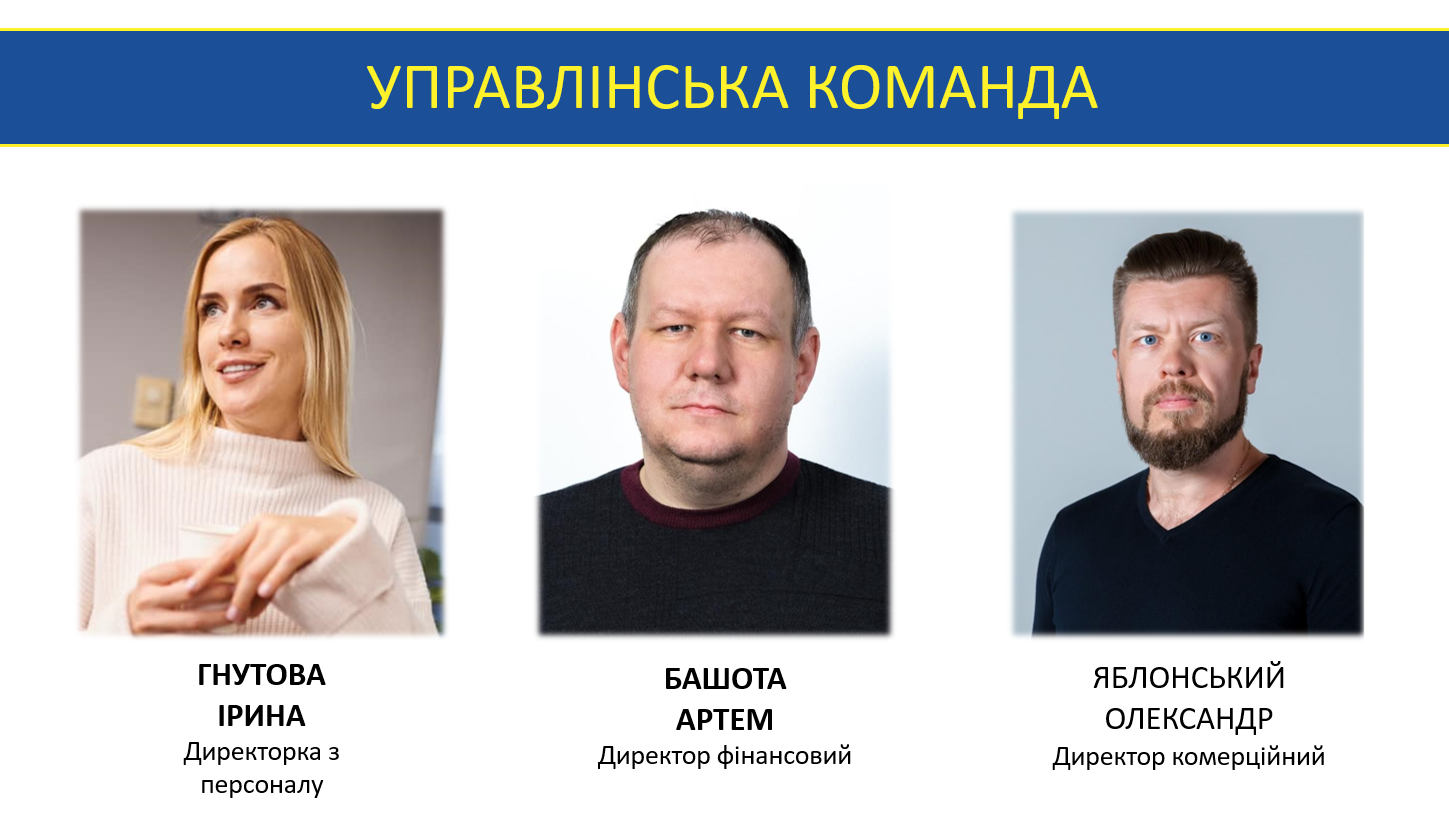 УПРАВЛІНСЬКА КОМАНДА
ГНУТОВА
ІРИНА
Директорка з
персоналу
БАШОТА
АРТЕМ
Директор фінансовий
ЯБЛОНСЬКИЙ
ОЛЕКСАНДР
Директор комерційний